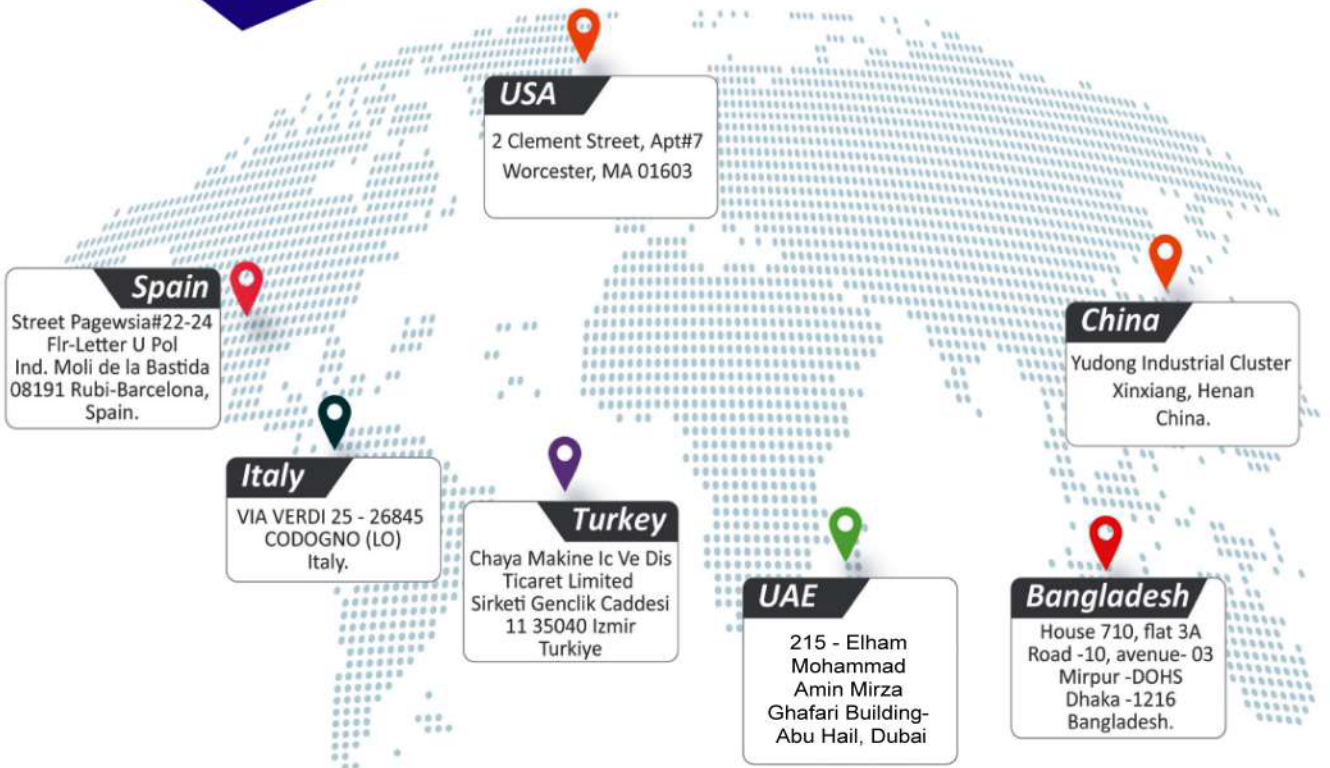 USA
2 Clement Street, Apt#7
Worcester, MA 01603
Spain
Street Pagewsia#22-24
Flr-Letter U Pol
Ind. Moli de la Bastida
08191 Rubi-Barcelona,
Spain.
China
Yudong Industrial Cluster
Xinxiang, Henan
China.
Italy
VIA VERDI 25 - 26845
CODOGNO (LO)
Italy.
Turkey
Chaya Makine Ic Ve Dis
Ticaret Limited
Sirketi Genclik Caddesi
11 35040 Izmir
Turkiye
UAE
215 - Elham
Mohammad
Amin Mirza
Ghafari Building-
Abu Hail, Dubai
Bangladesh
House 710, flat 3A
Road -10, avenue- 03
Mirpur -DOHS
Dhaka -1216
Bangladesh.